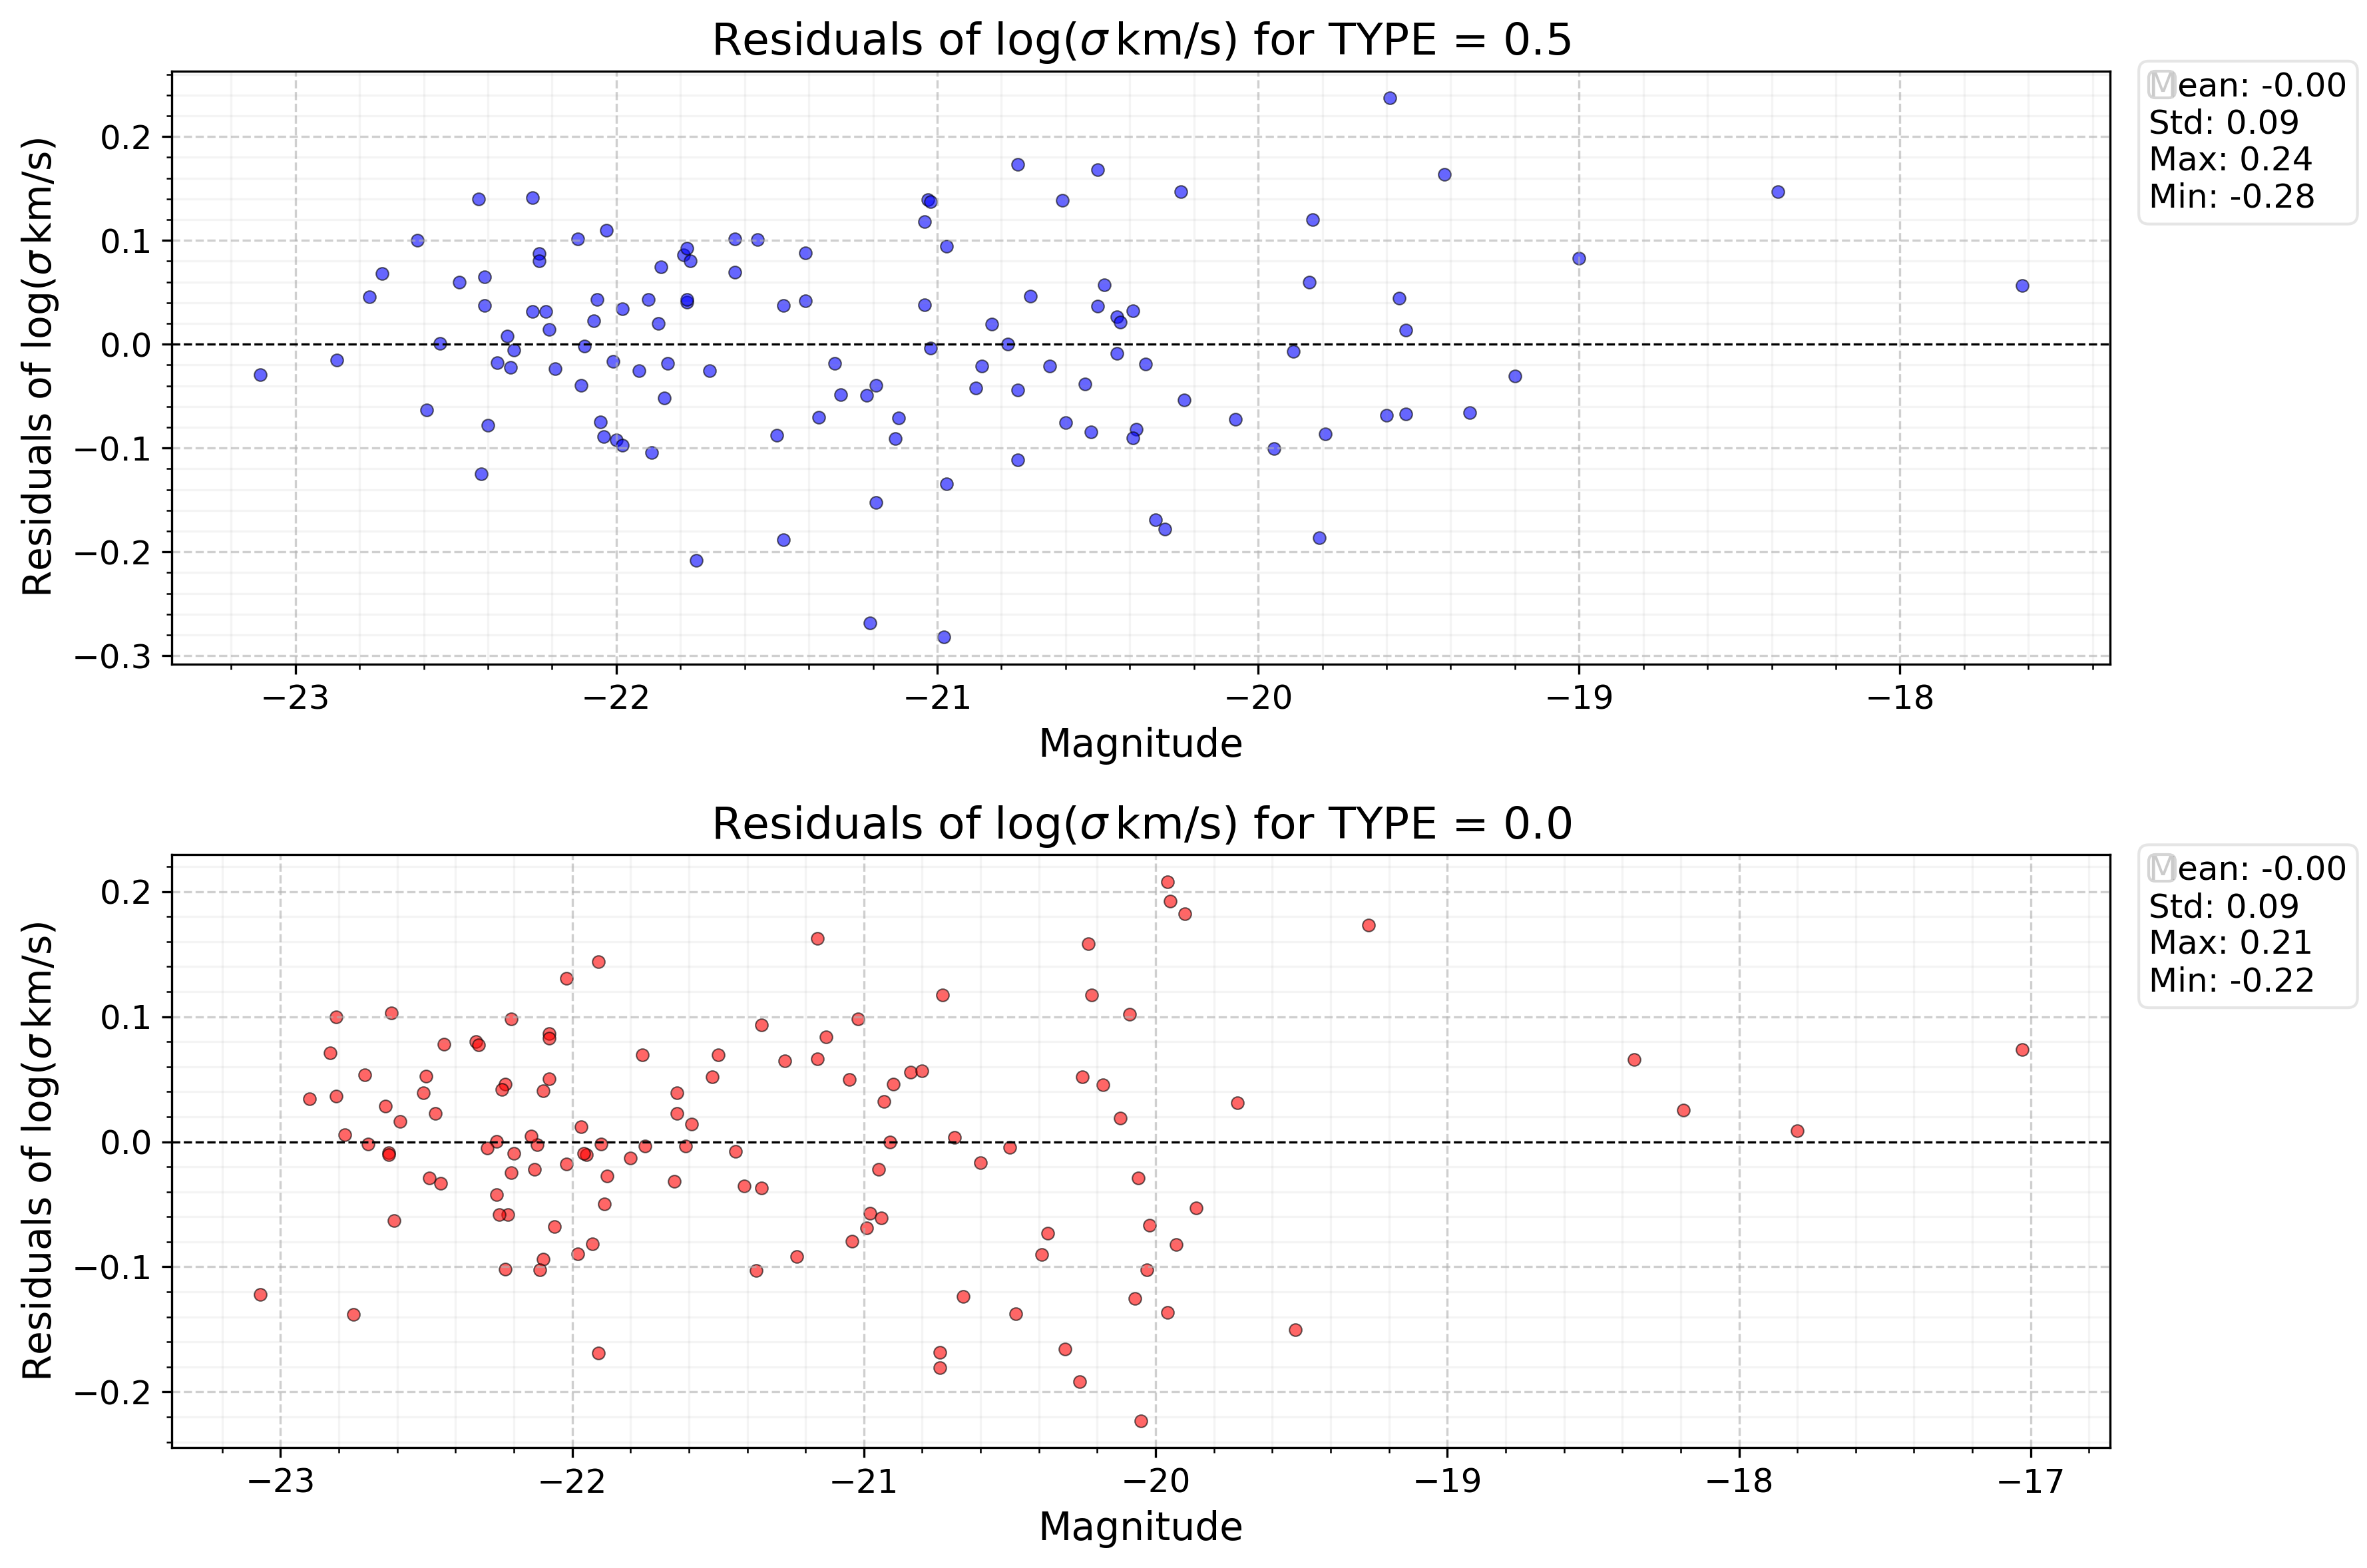 Residuals of log(σ km/s) for TYPE = 0.5
Mean: -0.00
Std: 0.09
Max: 0.24
Min: -0.28
Residuals of log(σ km/s)
0.2
0.1
0.0
−0.1
−0.2
−0.3
−23 −22 −21 −20 −19 −18
Magnitude
Residuals of log(σ km/s) for TYPE = 0.0
Mean: -0.00
Std: 0.09
Max: 0.21
Min: -0.22
Residuals of log(σ km/s)
0.2
0.1
0.0
−0.1
−0.2
−23 −22 −21 −20 −19 −18 −17
Magnitude